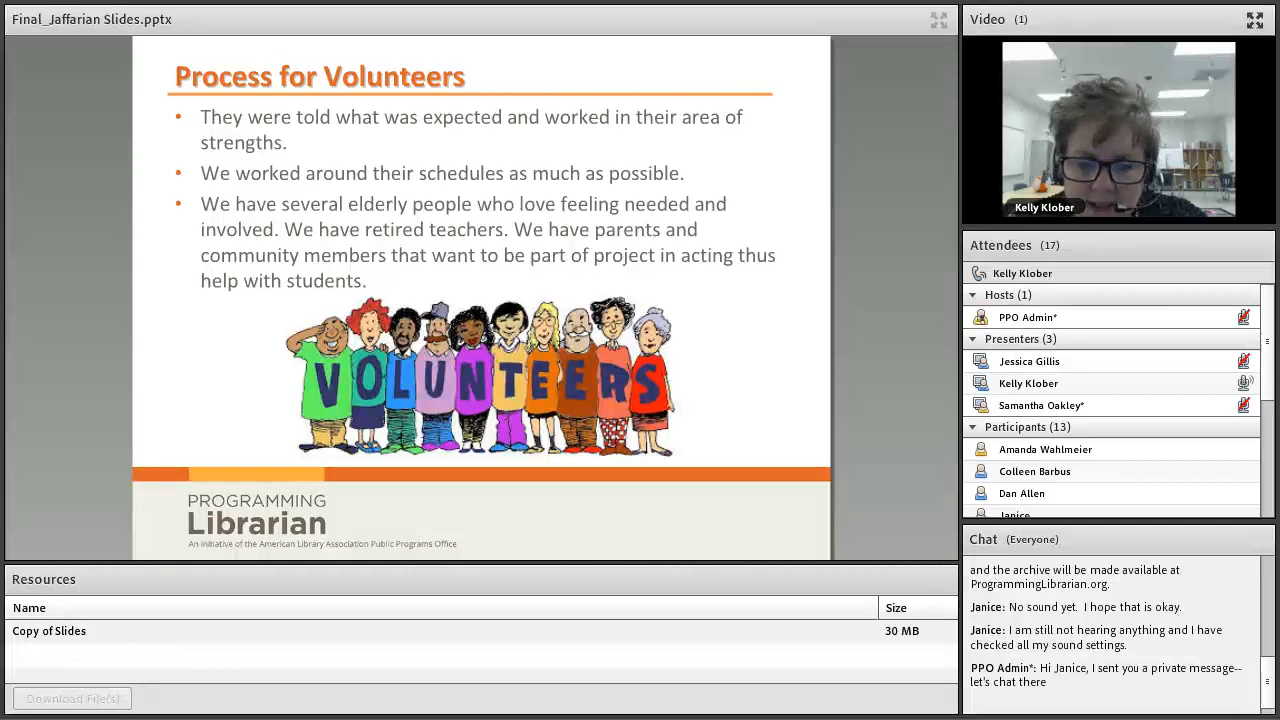 Final_Jaffarian Slides.pptx
Process for Volunteers
• They were told what was expected and worked in their area of
strengths.
• We worked around their schedules as much as possible.
• We have several elderly people who love feeling needed and
involved. We have retired teachers. We have parents and
community members that want to be part of project in acting thus
help with students.
VOLUNTEERS
PROGRAMMING
Librarian
An initiative of the American Library Association Public Programs Office
Resources
Name Size
Copy of Slides 30 MB
Download File(s)
Video (1)
Kelly Klober
Attendees (17)
Kelly Klober
Hosts (1)
PPO Admin*
Presenters (3)
Jessica Gillis
Kelly Klober
Samantha Oakley*
Participants (13)
Amanda Wahlmeier
Colleen Barbus
Dan Allen
Janice
Chat (Everyone)
and the archive will be made available at
ProgrammingLibrarian.org.
Janice: No sound yet. I hope that is okay.
Janice: I am still not hearing anything and I have
checked all my sound settings.
PPO Admin*: Hi Janice, I sent you a private message--
let's chat there